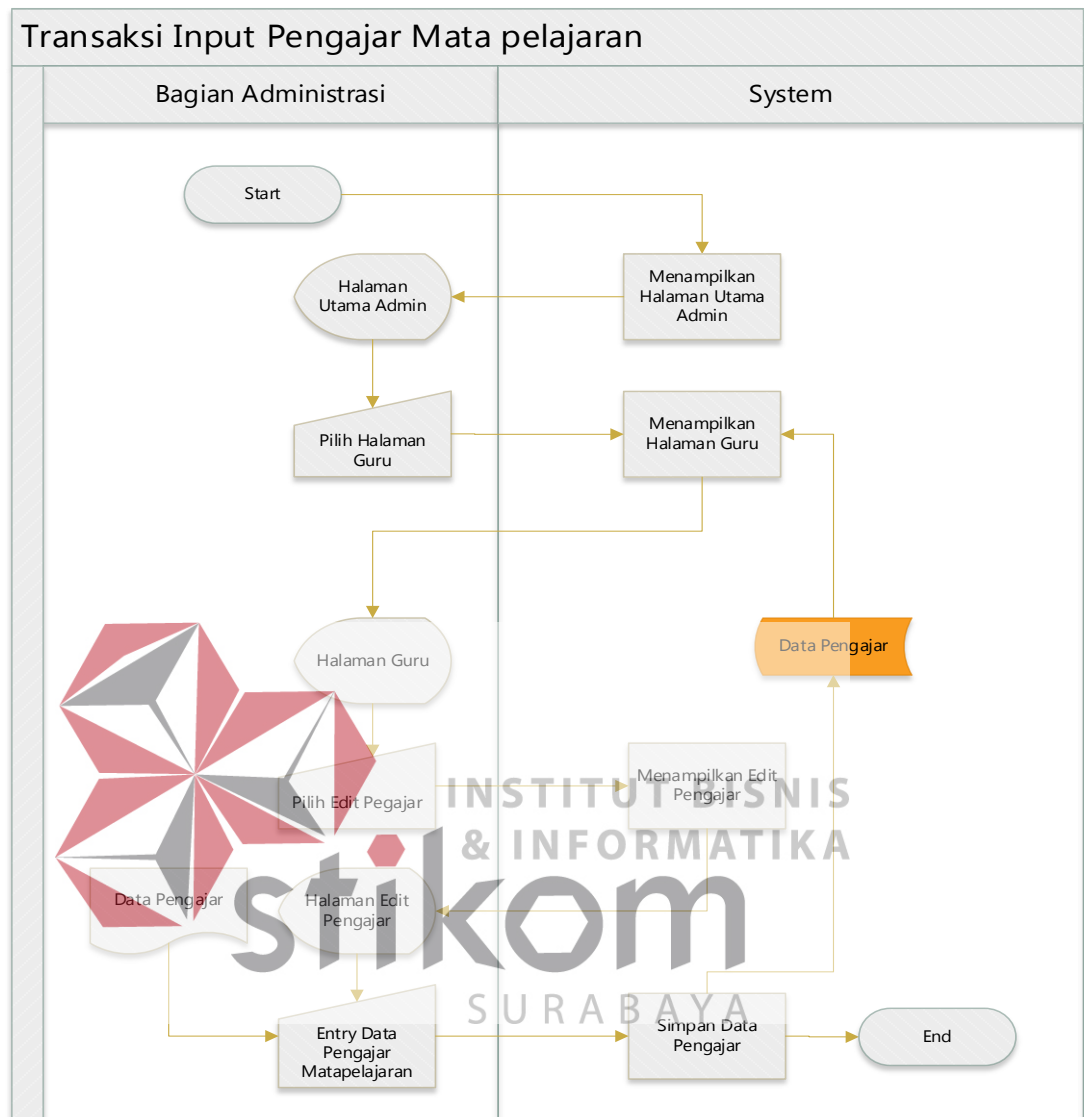 Transaksi Input Pengajar Mata pelajaran
Bagian Administrasi
System
Start
Menampilkan
Halaman Utama
Admin
Halaman
Utama Admin
Pilih Halaman
Guru
Menampilkan
Halaman Guru
Halaman Guru
Data Pengajar
Pilih Edit Pegajar
Menampilkan Edit
Pengajar
INSTITUT BISNIS
& INFORMATIKA
stikom
SURABAYA
Data Pengajar
Halaman Edit
Pengajar
Entry Data
Pengajar
Matapelajaran
Simpan Data
Pengajar
End